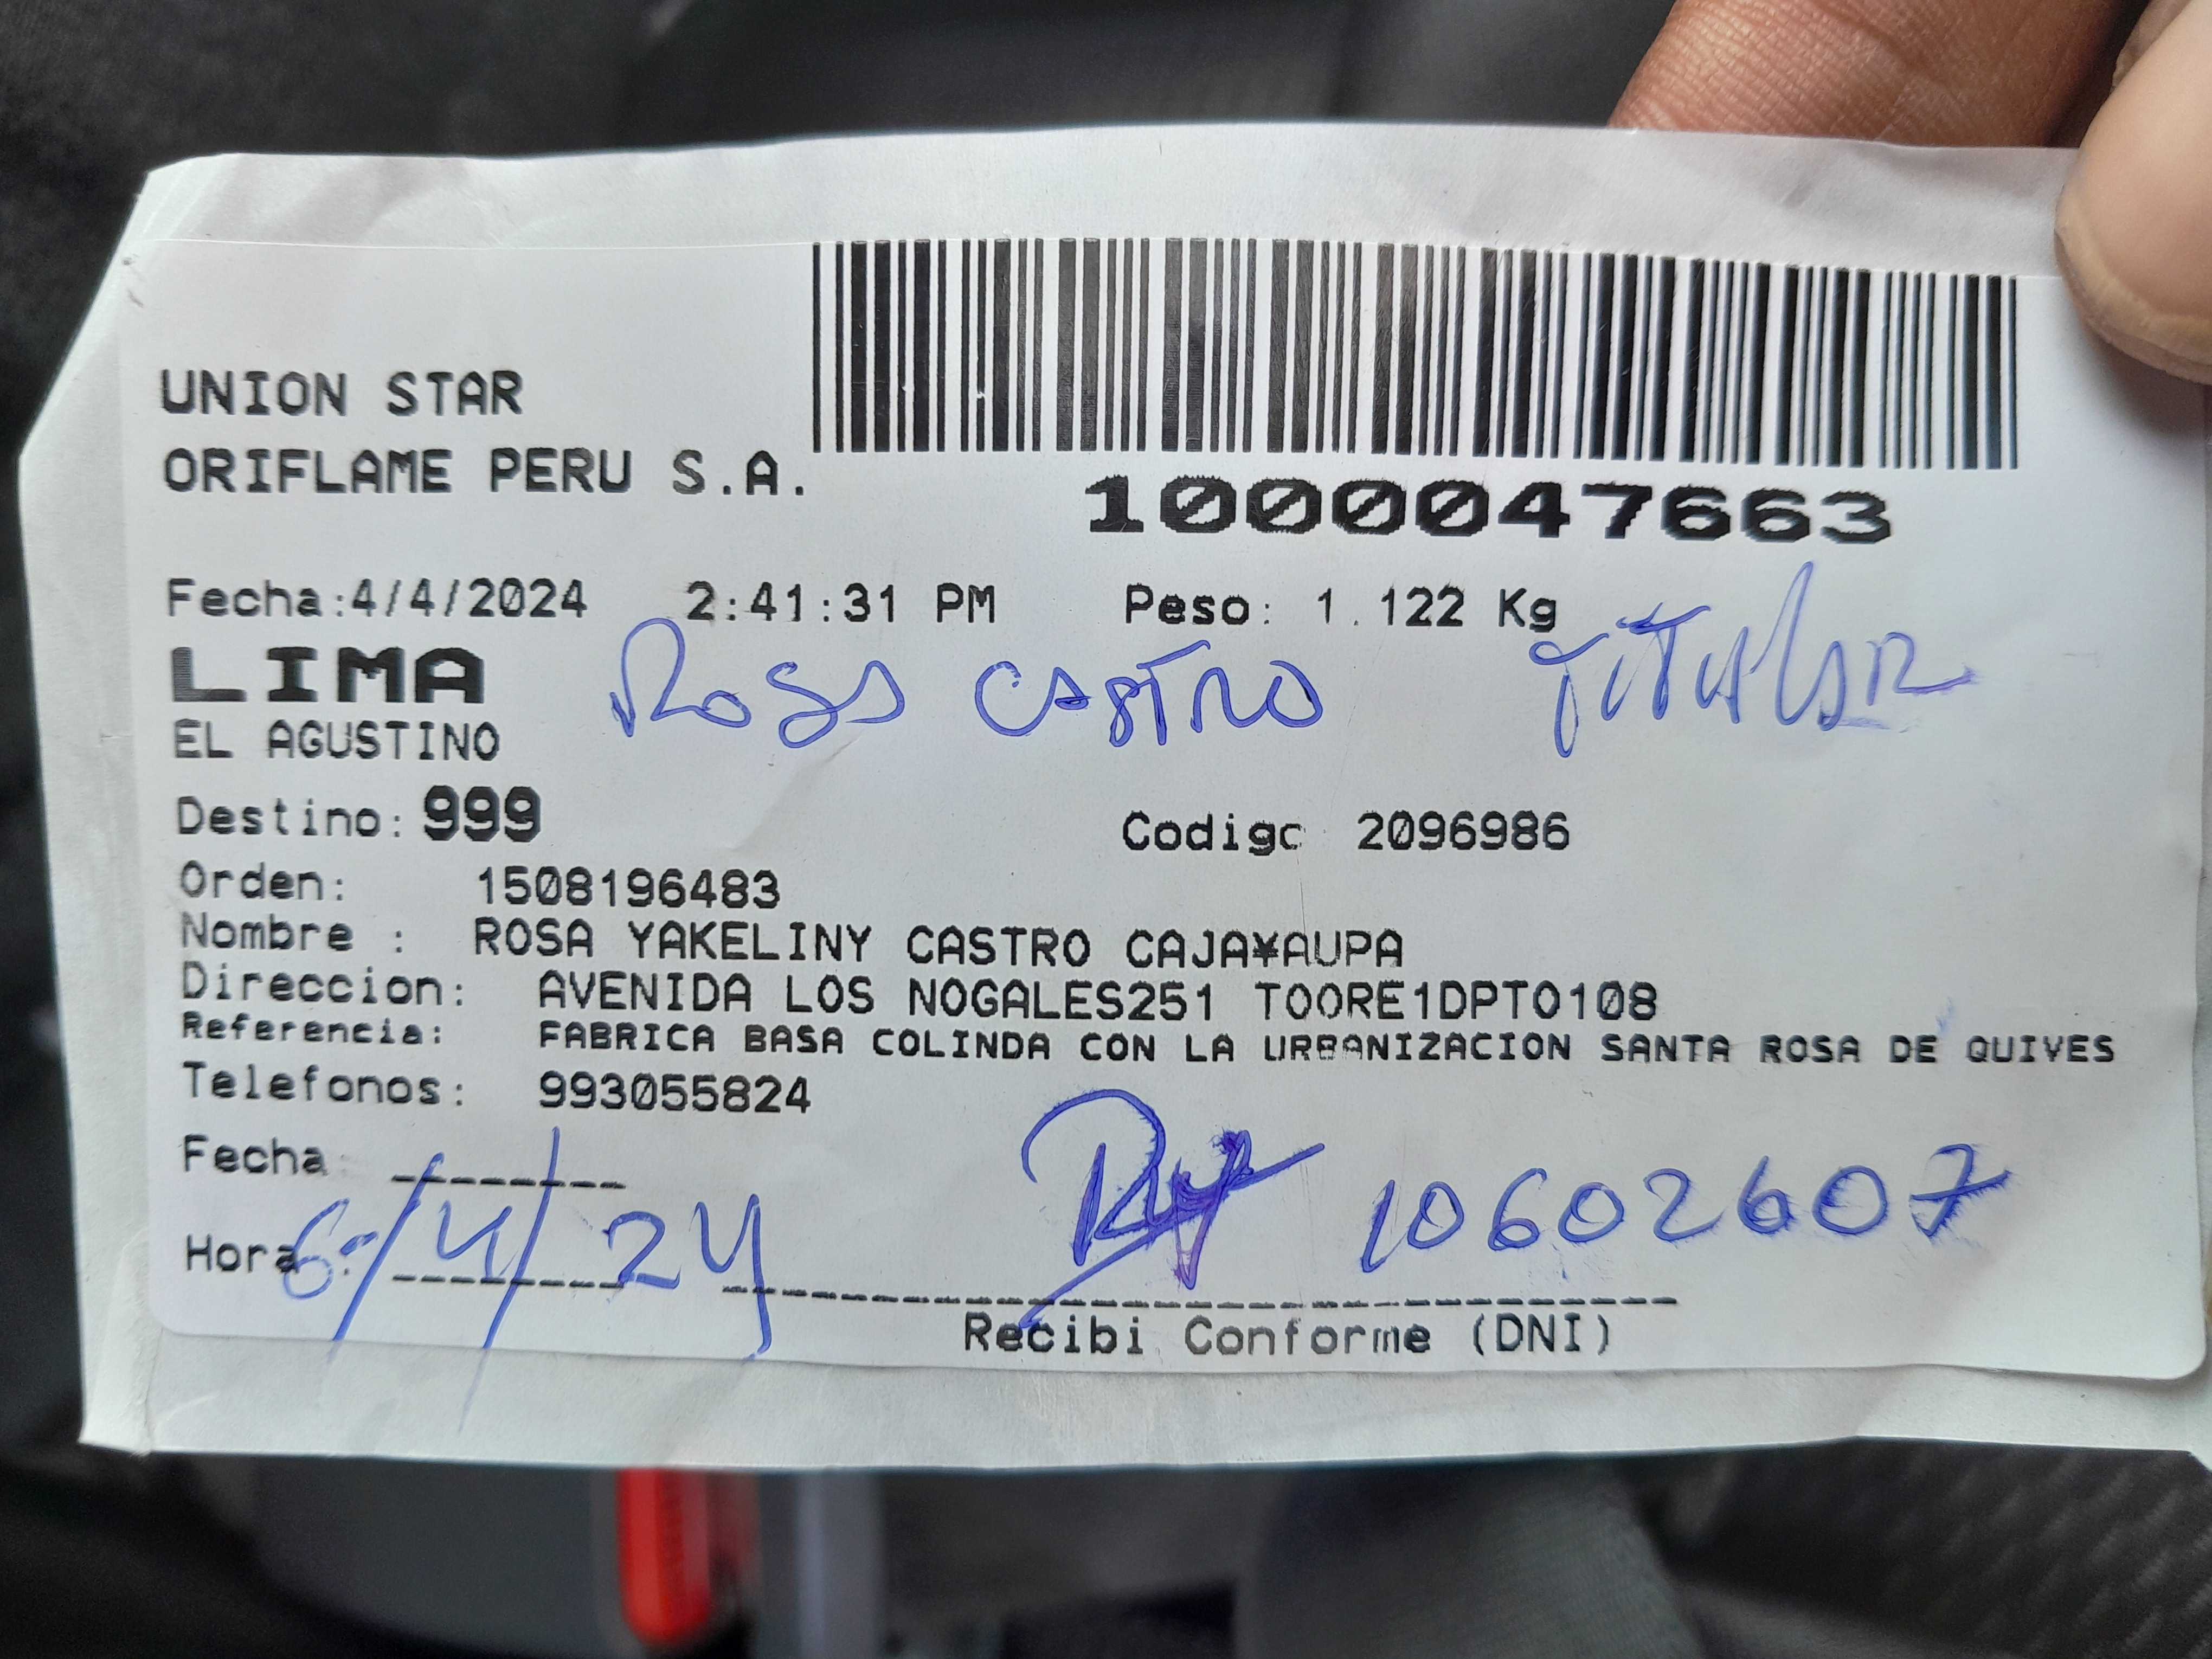 UNION STAR
ORIFLAME PERU S.A.
1000047663
Fecha:4/4/2024 2:41:31 PM Peso: 1.122 Kg
LIMA Rosa CASTRO TITULAR
EL AGUSTINO
Destino: 999 Codigo 2096986
Orden: 1508196483
Nombre : ROSA YAKELINY CASTRO CAJA¥AUPA
Direccion: AVENIDA LOS NOGALES251 TOORE1DPTO108
Referencia: FABRICA BASA COLINDA CON LA URBANIZACION SANTA ROSA DE QUIVES
Telefonos: 993055824
Fecha
Hora: 6/4/24 10602607
Recibi Conforme (DNI)